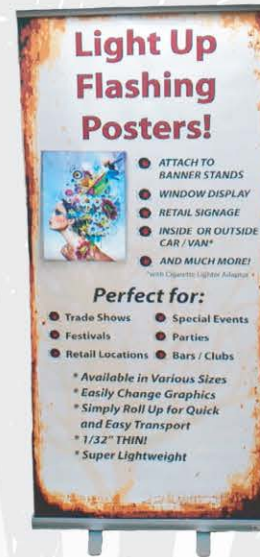 Light Up
Flashing
Posters!
ATTACH TO
BANNER STANDS
WINDOW DISPLAY
RETAIL SIGNAGE
INSIDE OR OUTSIDE
CAR / VAN*
AND MUCH MORE!
*with Cigarette Lighter Adaptor
Perfect for:
Trade Shows
Special Events
Festivals
Parties
Retail Locations
Bars / Clubs
* Available in Various Sizes
* Easily Change Graphics
* Simply Roll Up for Quick
and Easy Transport
* 1/32" THIN!
* Super Lightweight